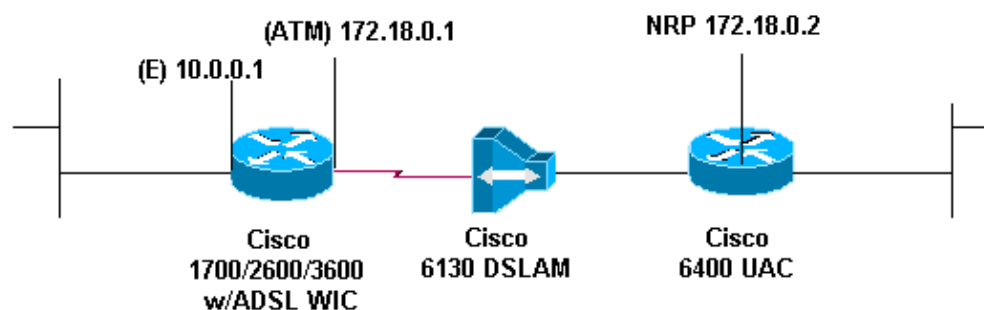 (ATM) 172.18.0.1
NRP 172.18.0.2
(E) 10.0.0.1
Cisco
1700/2600/3600
w/ADSL WIC
Cisco
6130 DSLAM
Cisco
6400 UAC